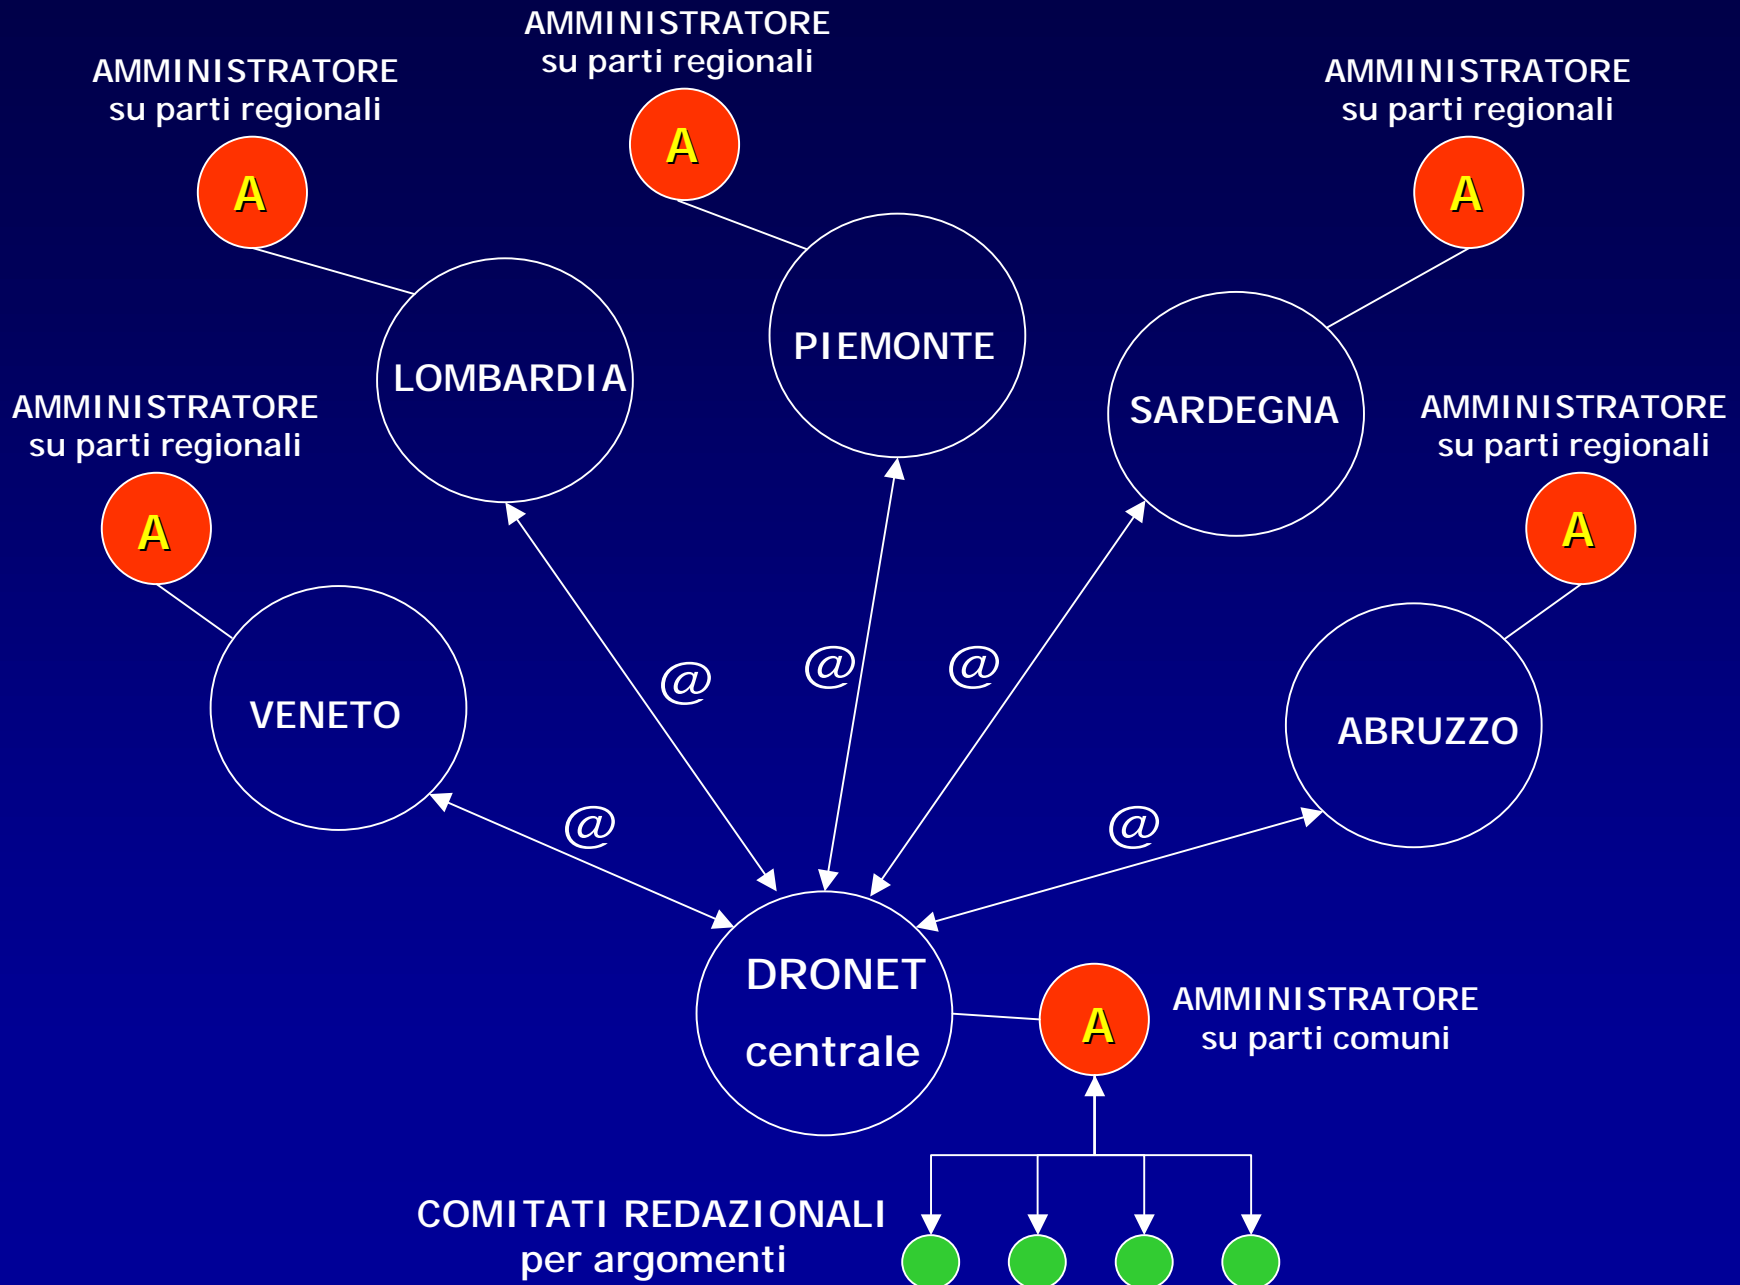 AMMINISTRATORE
su parti regionali
A
AMMINISTRATORE
su parti regionali
A
AMMINISTRATORE
su parti regionali
A
PIEMONTE
LOMBARDIA
SARDEGNA
AMMINISTRATORE
su parti regionali
A
AMMINISTRATORE
su parti regionali
A
@
@
@
VENETO
ABRUZZO
@
@
DRONET
centrale
A
AMMINISTRATORE
su parti comuni
COMITATI REDAZIONALI
per argomenti